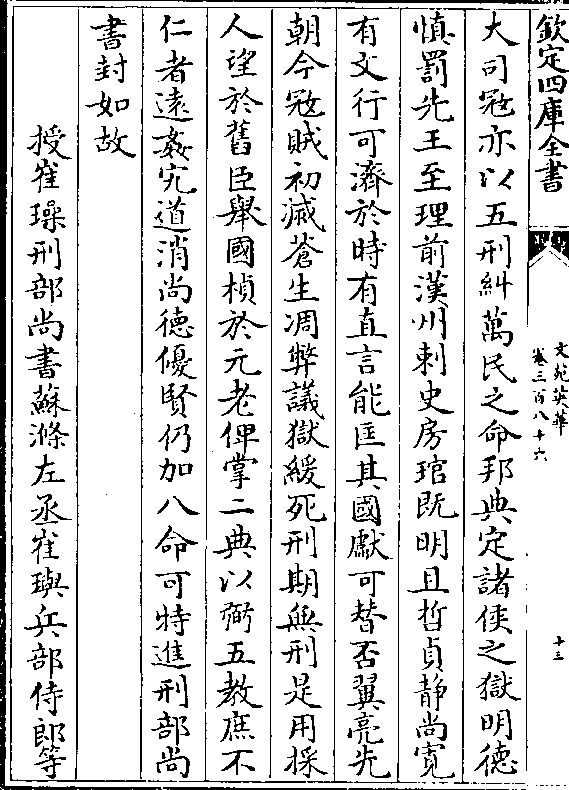 欽定四庫全書
文苑英華
卷三百八十六
十三
大司寇亦以五刑糾萬民之命邦典定諸侯之獄明德
慎罰先王至理前漢州刺史房琯既明且哲貞静尚寛
有文行可濟於時有直言能匡其國獻可替否翼亮先
朝今寇賊初滅蒼生凋弊議獄緩死刑期無刑是用採
人望於舊臣舉國楨於元老俾掌二典以弼五教庶不
仁者遠姦宄道消尚德優賢仍加八命可特進刑部尚
書封如故
授崔璪刑部尚書蘇滌左丞崔璵兵部侍郎等